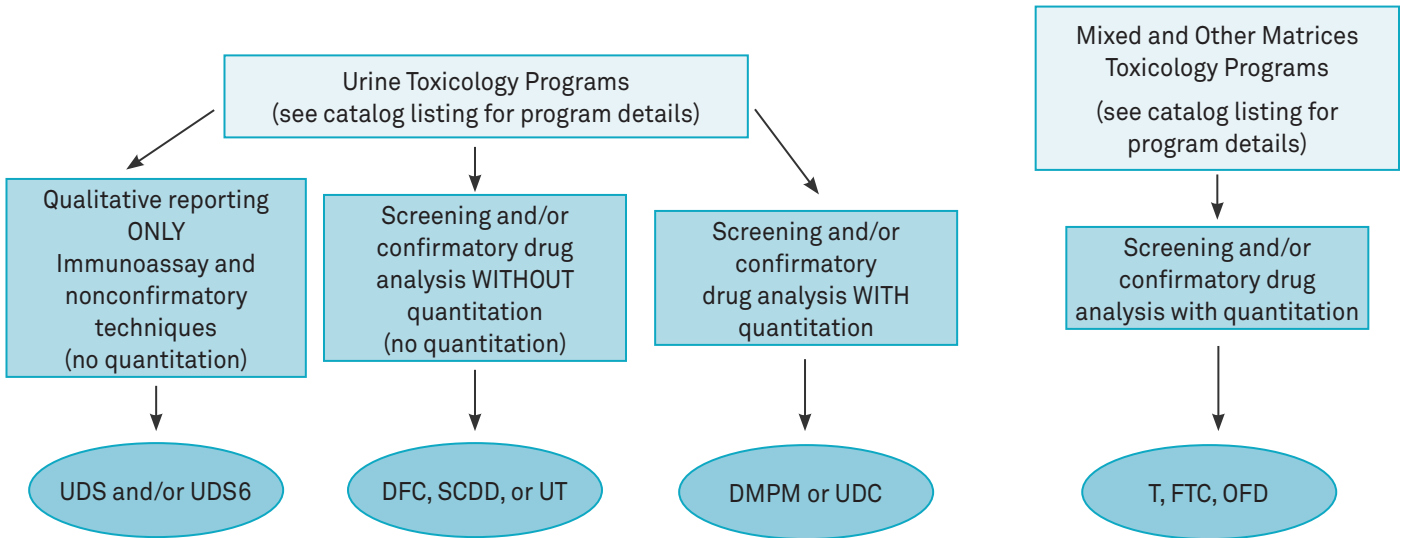 Urine Toxicology Programs
(see catalog listing for program details)
Mixed and Other Matrices
Toxicology Programs
(see catalog listing for
program details)
Qualitative reporting
ONLY
Immunoassay and
nonconfirmatory
techniques
(no quantitation)
Screening and/or
confirmatory drug
analysis WITHOUT
quantitation
(no quantitation)
Screening and/or
confirmatory
drug analysis WITH
quantitation
Screening and/or
confirmatory drug
analysis with quantitation
UDS and/or UDS6
DFC, SCDD, or UT
DMPM or UDC
T, FTC, OFD